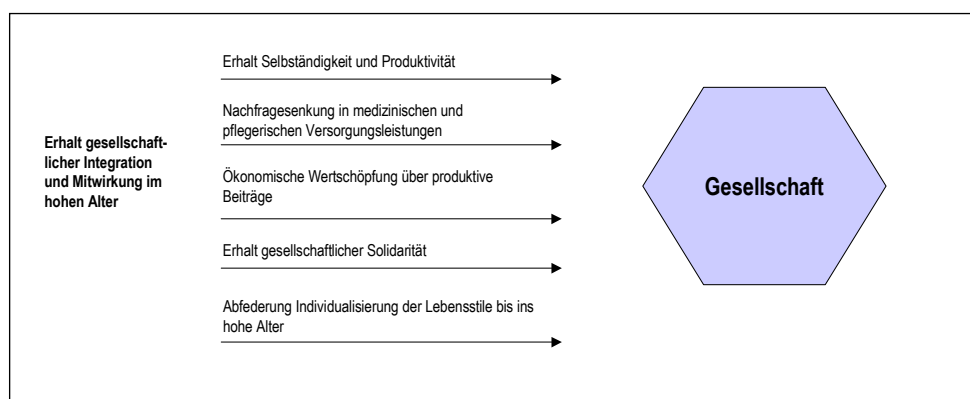 Erhalt Selbständigkeit und Produktivität
Nachfragesenkung in medizinischen und
pflegerischen Versorgungsleistungen
Erhalt gesellschaft-
licher Integration
und Mitwirkung im
hohen Alter
Ökonomische Wertschöpfung über produktive
Beiträge
Gesellschaft
Erhalt gesellschaftlicher Solidarität
Abfederung Individualisierung der Lebensstile bis ins
hohe Alter